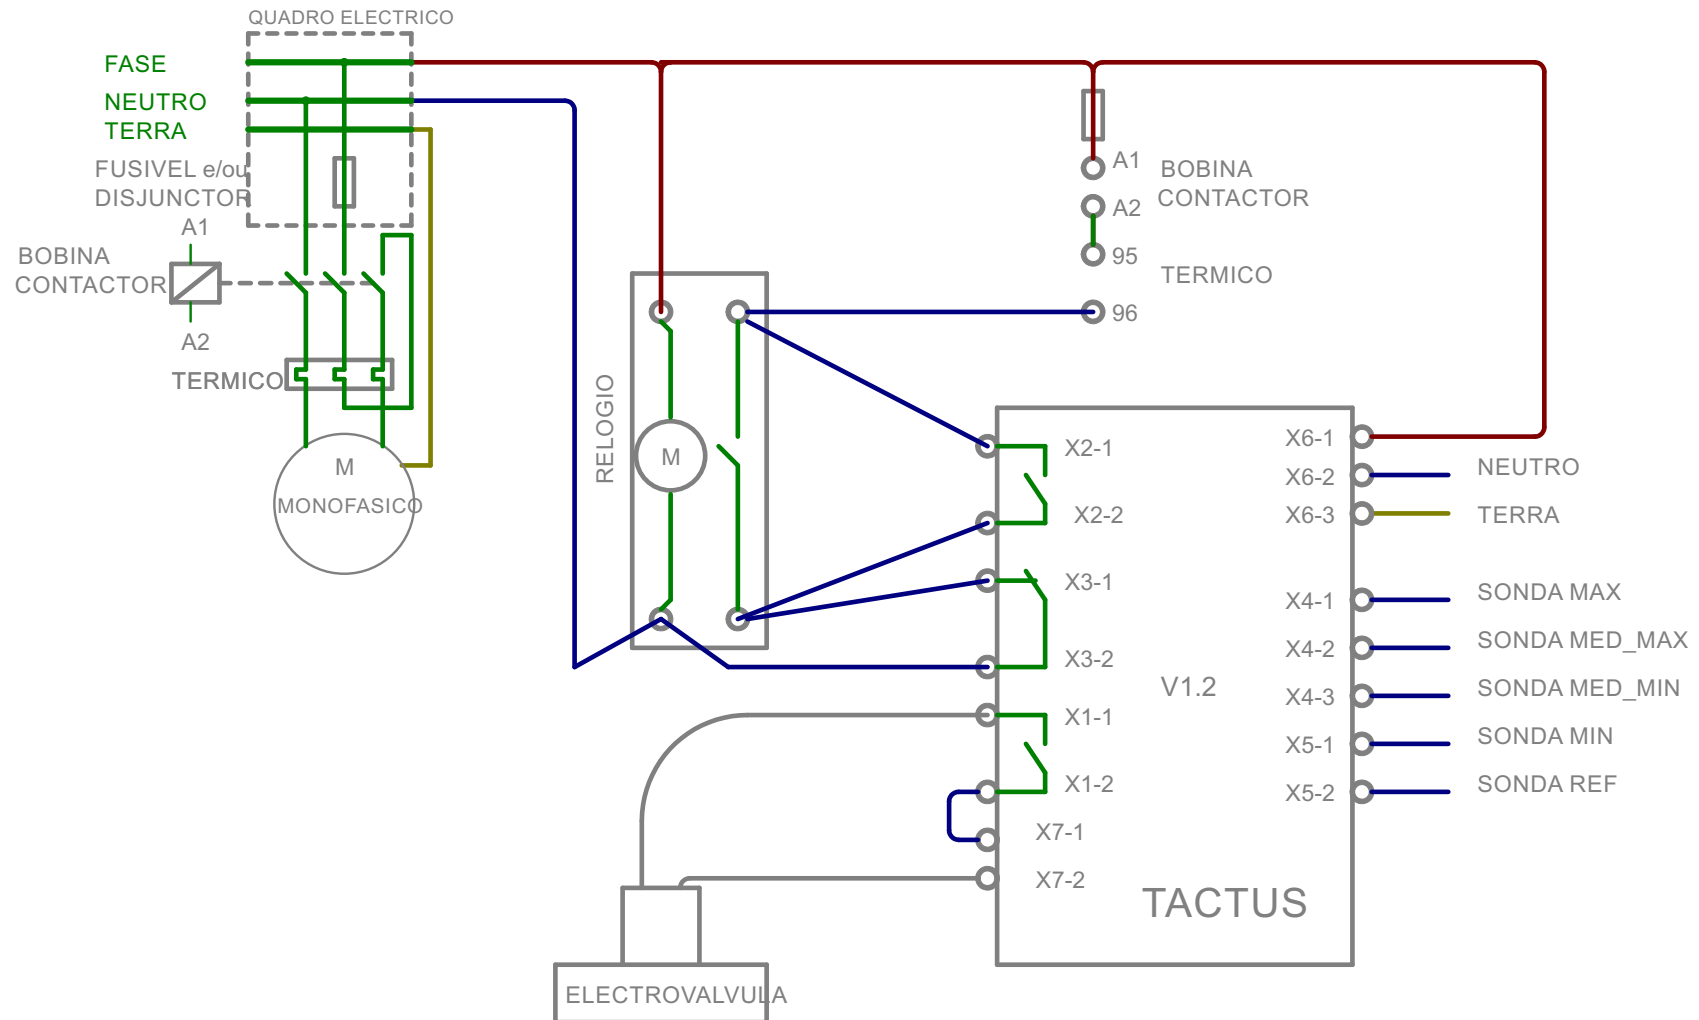 QUADRO ELECTRICO
FASE
NEUTRO
TERRA
FUSIVEL e/ou
DISJUNCTOR
A1
BOBINA
CONTACTOR
A2
TERMICO
M
MONOFASICO
RELOGIO
M
A1
BOBINA
A2
CONTACTOR
95
TERMICO
96
X2-1
X2-2
X3-1
X3-2
X1-1
X1-2
X7-1
X7-2
V1.2
TACTUS
X6-1
X6-2
NEUTRO
X6-3
TERRA
X4-1
SONDA MAX
X4-2
SONDA MED_MAX
X4-3
SONDA MED_MIN
X5-1
SONDA MIN
X5-2
SONDA REF
ELECTROVALVULA